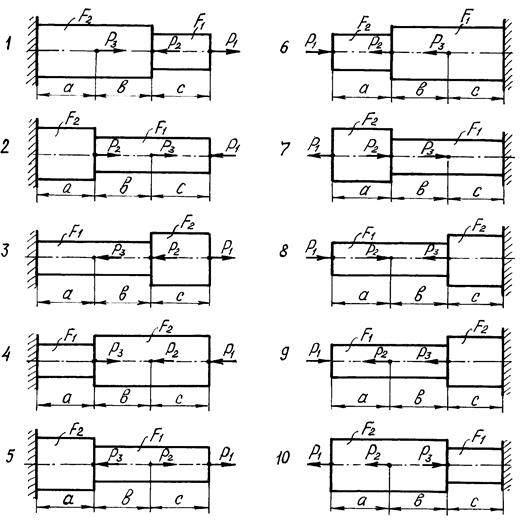 F₂ F₁
1 P₃ P₂ P₁
a в c
F₂ F₁
2 P₂ P₃ P₁
a в c
F₁ F₂
3 P₃ P₂ P₁
a в c
F₁ F₂
4 P₃ P₂ P₁
a в c
F₂ F₁
5 P₃ P₂ P₁
a в c
F₂ F₁
6 P₁ P₂ P₃
a в c
F₂ F₁
7 P₁ P₂ P₃
a в c
F₁ F₂
8 P₁ P₂ P₃
a в c
F₁ F₂
9 P₁ P₂ P₃
a в c
F₂ F₁
10 P₁ P₂ P₃
a в c